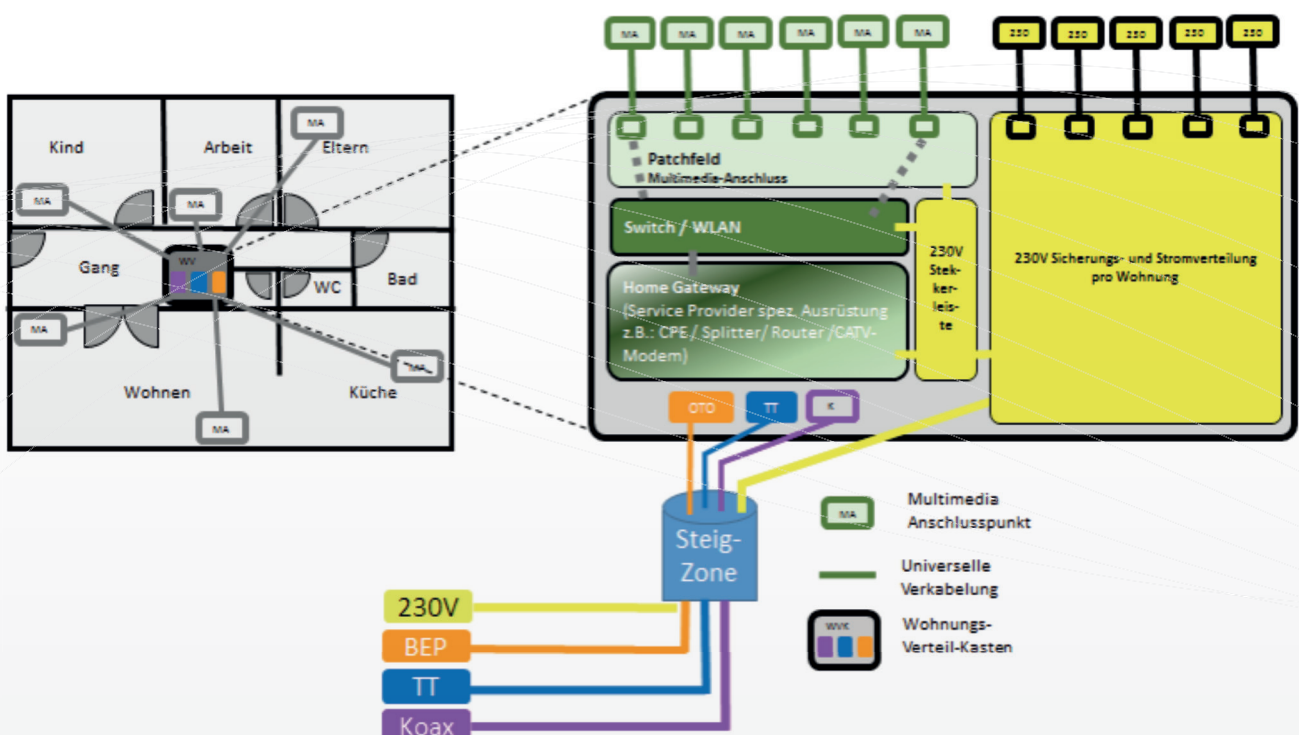 MA
MA
MA
MA
MA
MA
230
230
230
230
230
Kind
Arbeit
MA
Eltern
MA
MA
Gang
WV
WC
Bad
MA
MA
Wohnen
Küche
MA
Patchfeld
Multimedia-Anschluss
Switch / WLAN
Home Gateway
(Service Provider spez. Ausrüstung
z.B.: CPE / Splitter/ Router /CATV-
Modem)
230V
Stek-
ker-
leis-
te
230V Sicherungs- und Stromverteilung
pro Wohnung
OTO
TT
K
Steig-
Zone
230V
BEP
TT
Koax
MA
Multimedia
Anschlusspunkt
Universelle
Verkabelung
WVK
Wohnungs-
Verteil-Kasten